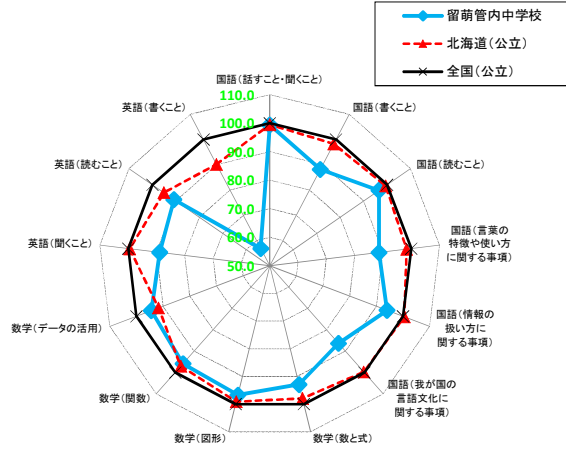 留萌管内中学校
北海道(公立)
全国(公立)
国語(話すこと・聞くこと)
国語(書くこと)
国語(読むこと)
国語(言葉の
特徴や使い方
に関する事項)
国語(情報の
扱い方に
関する事項)
国語(我が国の
言語文化に
関する事項)
数学(数と式)
数学(図形)
数学(関数)
数学(データの活用)
英語(聞くこと)
英語(読むこと)
英語(書くこと)
110.0
100.0
90.0
80.0
70.0
60.0
50.0